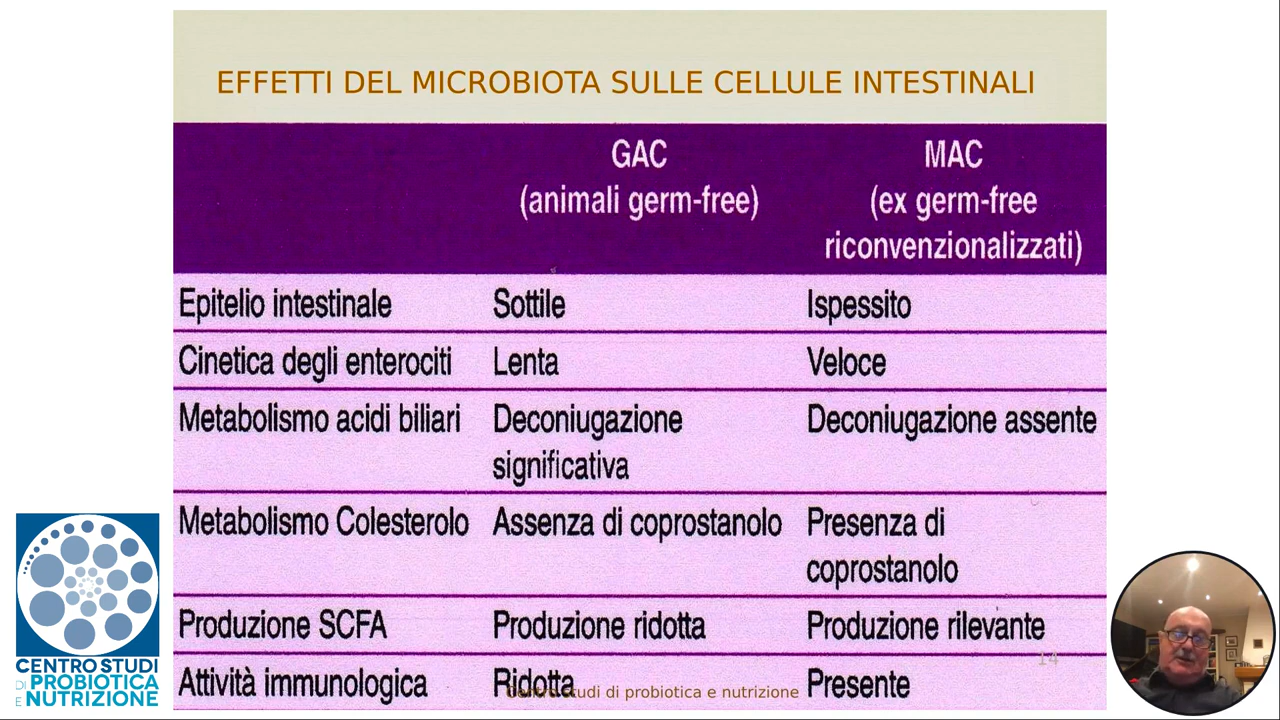 EFFETTI DEL MICROBIOTA SULLE CELLULE INTESTINALI
GAC
(animali germ-free)
MAC
(ex germ-free
riconvenzionalizzati)
Epitelio intestinale Sottile Ispessito
Cinetica degli enterociti Lenta Veloce
Metabolismo acidi biliari Deconiugazione Deconiugazione assente
significativa
Metabolismo Colesterolo Assenza di coprostanolo Presenza di
coprostanolo
Produzione SCFA Produzione ridotta Produzione rilevante
14
Attività immunologica Ridotta Presente
Centro studi di probiotica e nutrizione
CENTRO STUDI
DI PROBIOTICA
E NUTRIZIONE